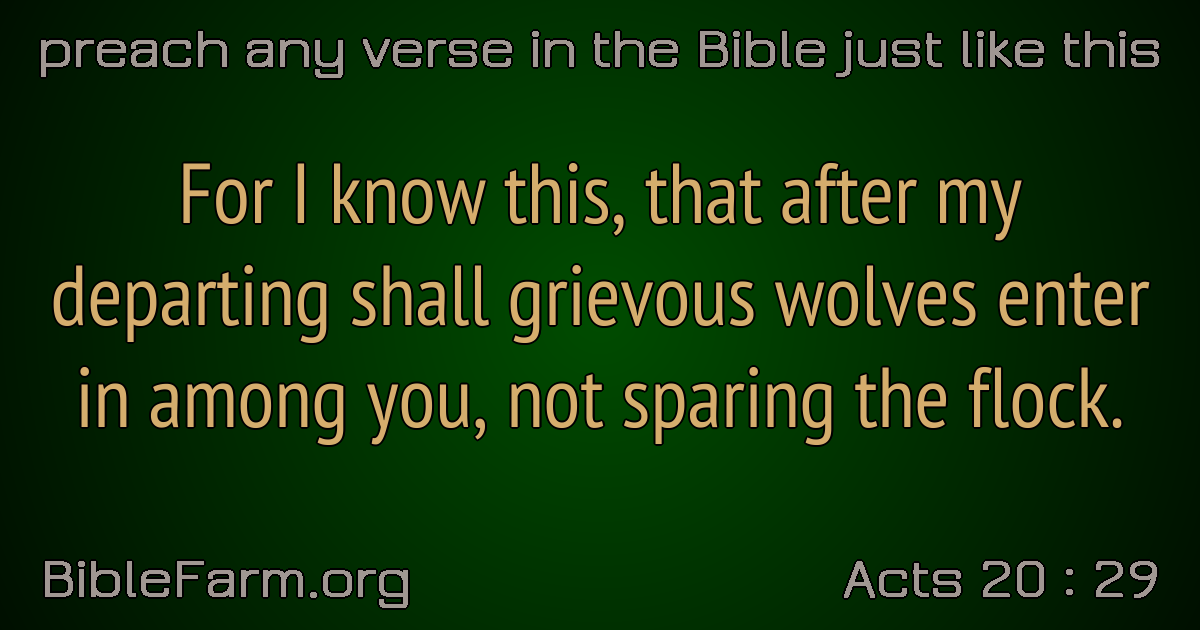 preach any verse in the Bible just like this
For I know this, that after my
departing shall grievous wolves enter
in among you, not sparing the flock.
BibleFarm.org
Acts 20 : 29